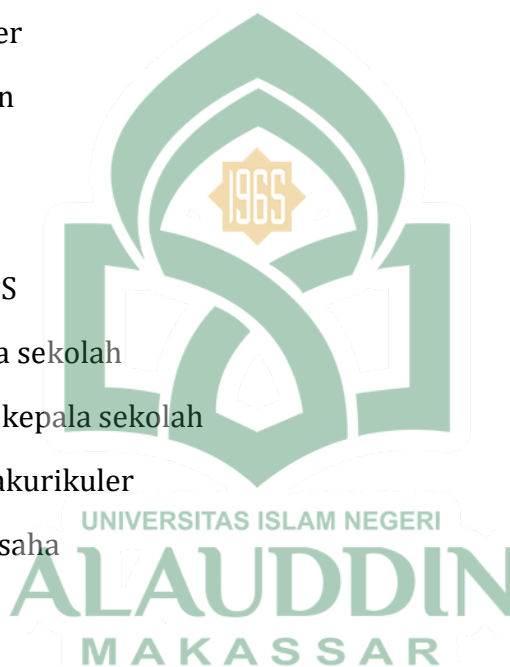 er
n
1965
S
a sekolah
kepala sekolah
akurikuler
UNIVERSITAS ISLAM NEGERI
saha
ALAUDDIN
MAKASSAR